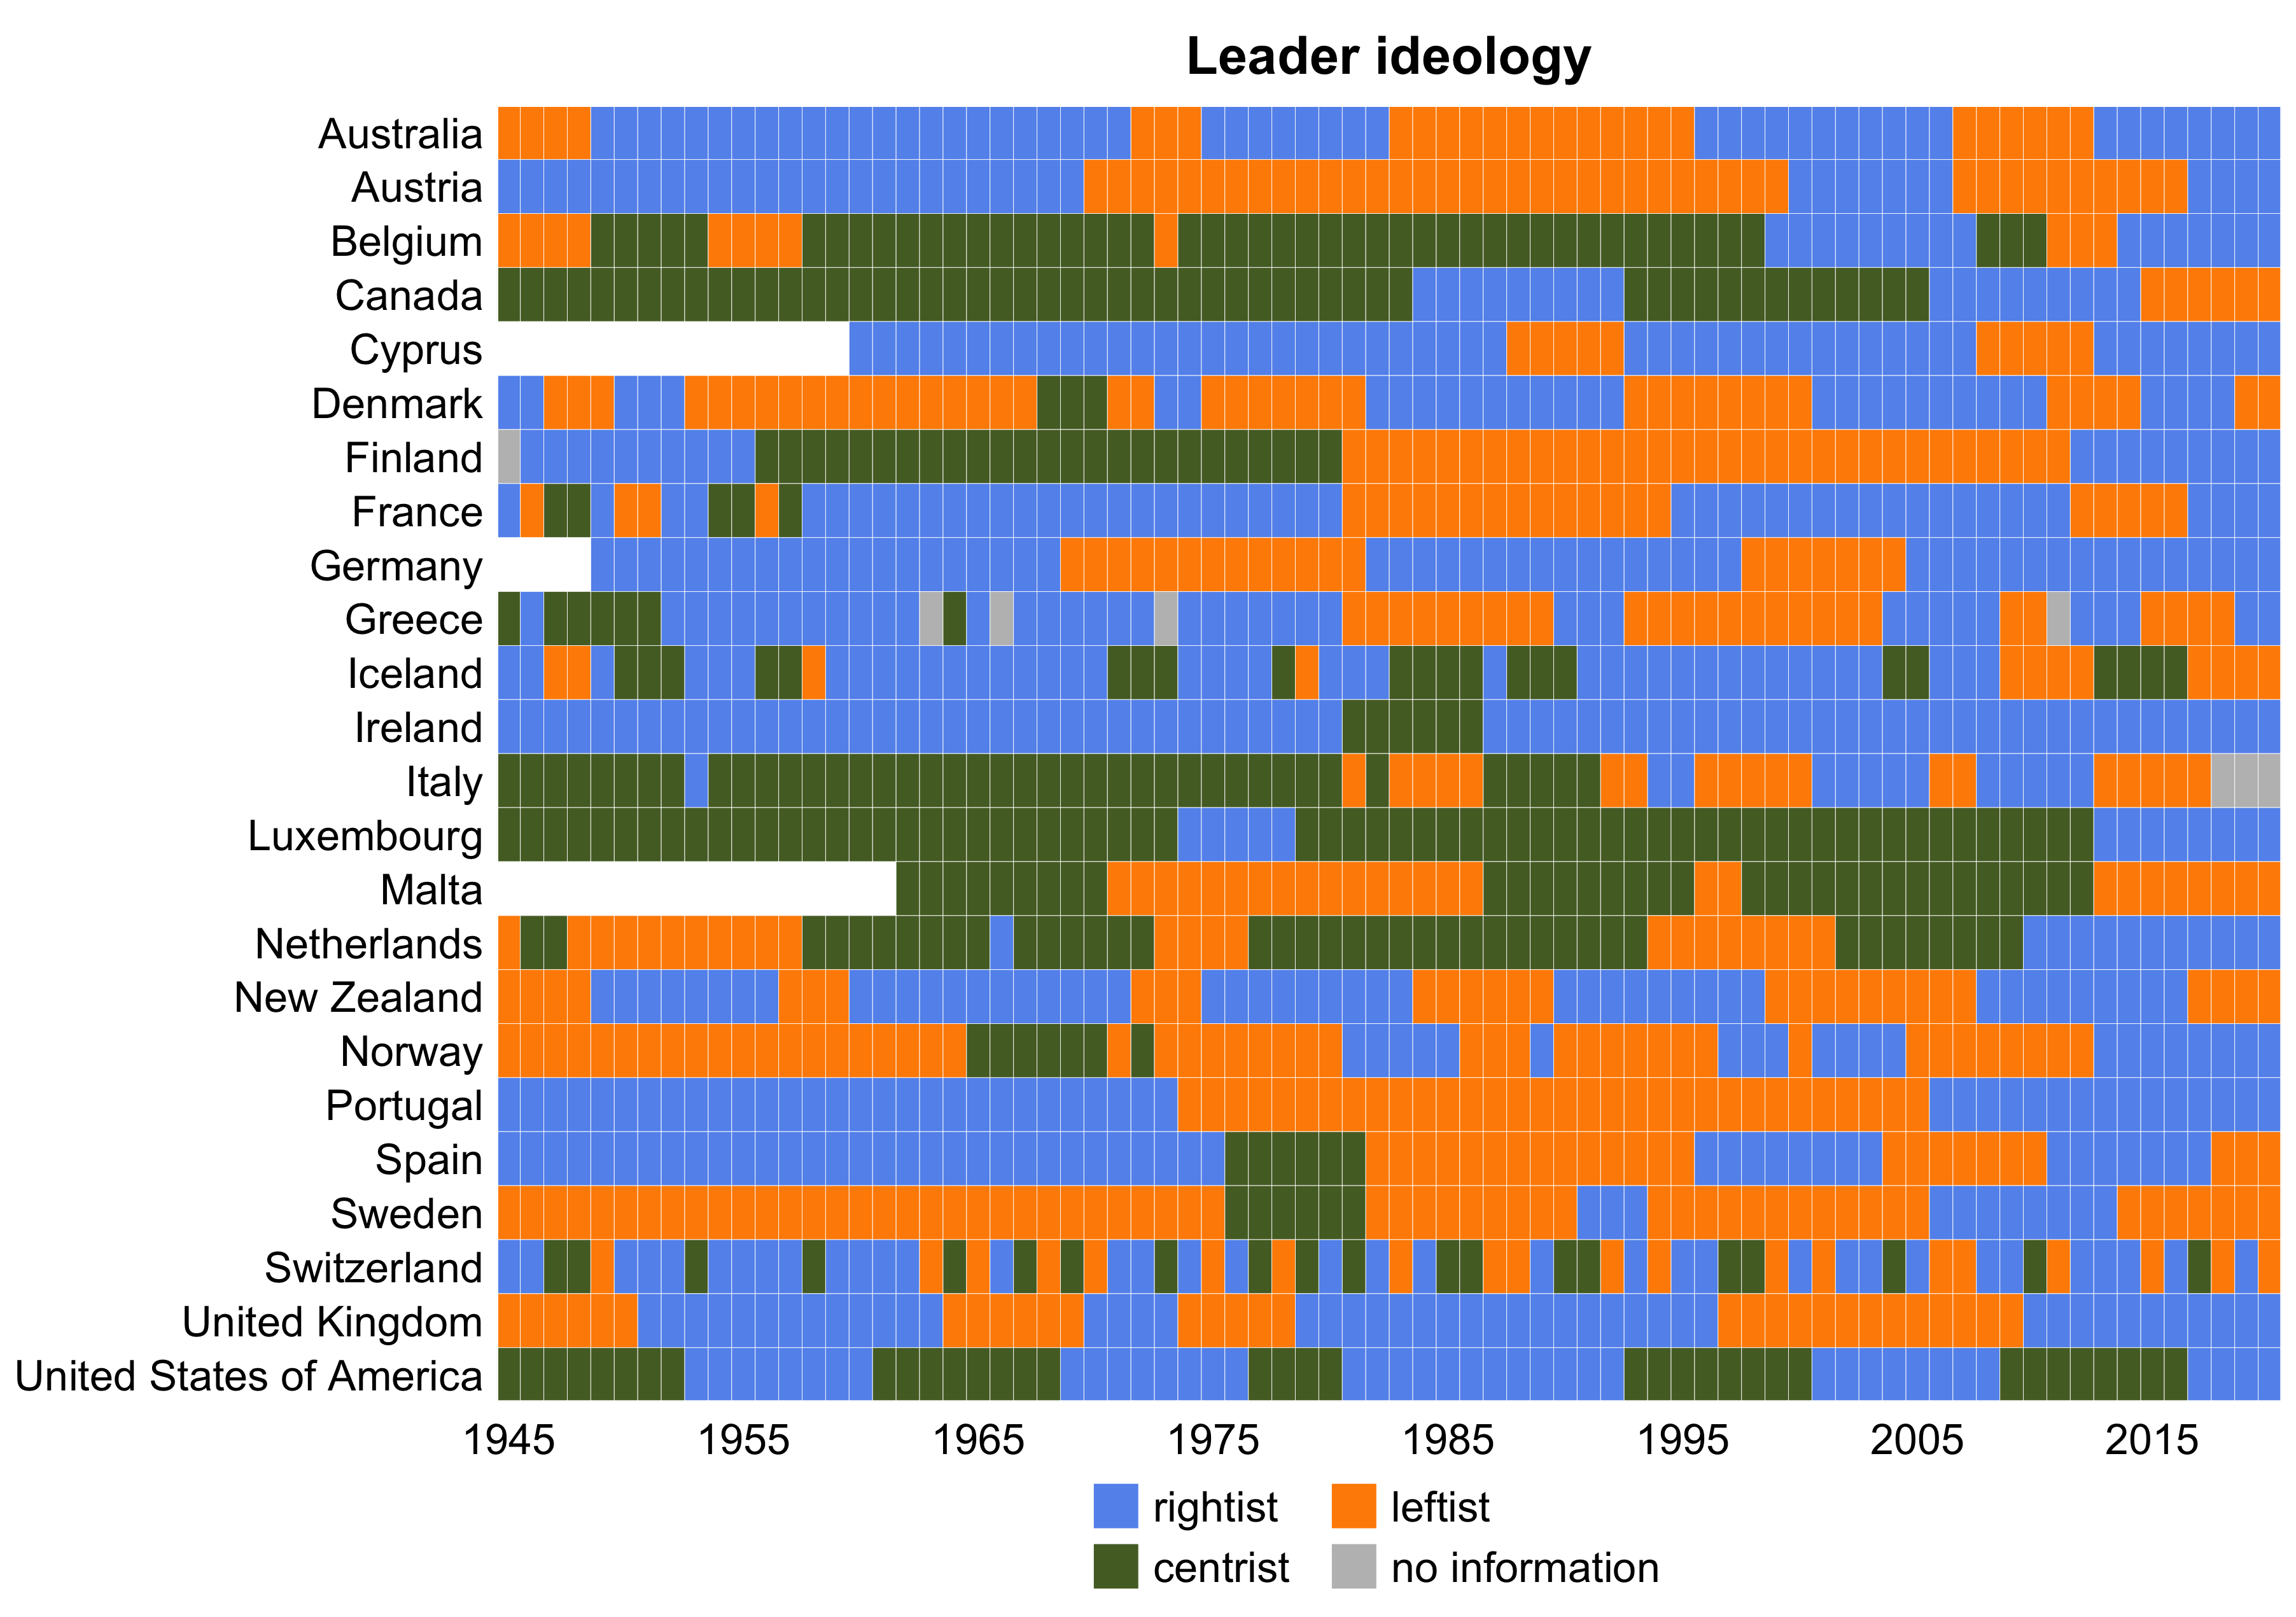 Leader ideology
Australia
Austria
Belgium
Canada
Cyprus
Denmark
Finland
France
Germany
Greece
Iceland
Ireland
Italy
Luxembourg
Malta
Netherlands
New Zealand
Norway
Portugal
Spain
Sweden
Switzerland
United Kingdom
United States of America
1945 1955 1965 1975 1985 1995 2005 2015
rightist leftist
centrist no information